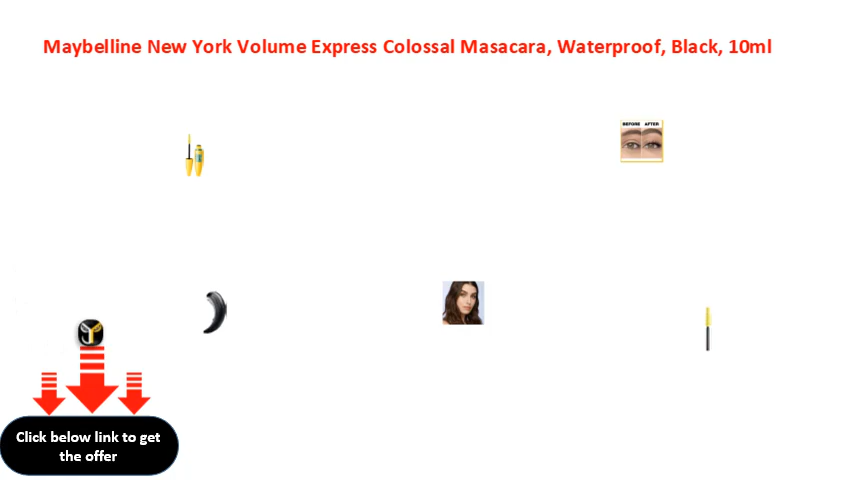 Maybelline New York Volume Express Colossal Masacara, Waterproof, Black, 10ml
BEFORE AFTER
Click below link to get
the offer